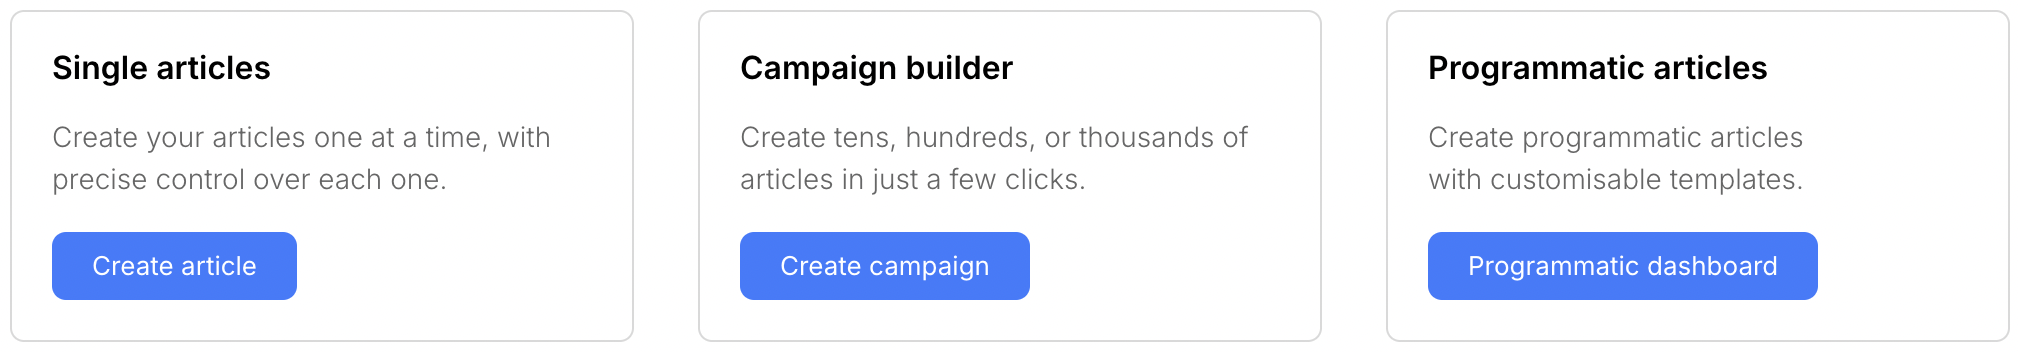 Single articles
Create your articles one at a time, with
precise control over each one.
Create article
Campaign builder
Create tens, hundreds, or thousands of
articles in just a few clicks.
Create campaign
Programmatic articles
Create programmatic articles
with customisable templates.
Programmatic dashboard